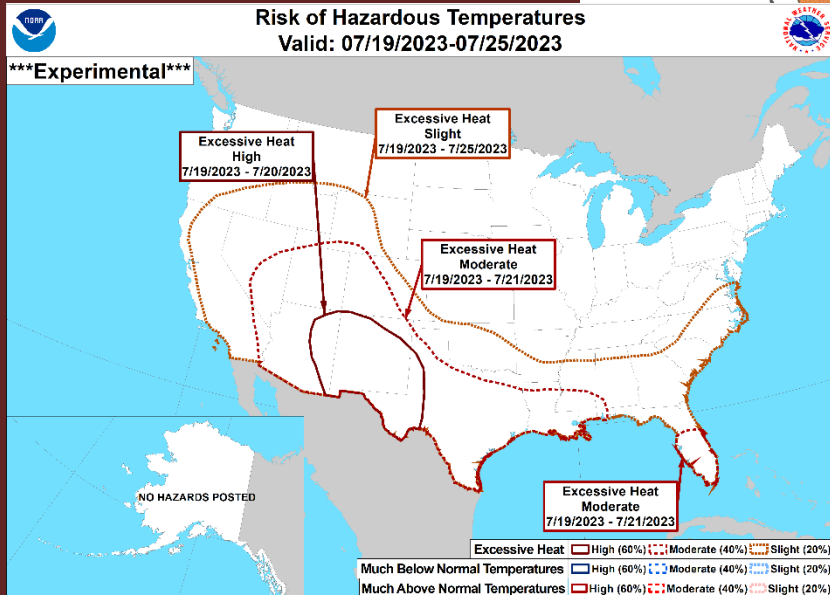 NOAA
Risk of Hazardous Temperatures
Valid: 07/19/2023-07/25/2023
NATIONAL WEATHER SERVICE
***Experimental***
Excessive Heat
Slight
7/19/2023 - 7/25/2023
Excessive Heat
High
7/19/2023 - 7/20/2023
Excessive Heat
Moderate
7/19/2023 - 7/21/2023
NO HAZARDS POSTED
Excessive Heat
Moderate
7/19/2023 - 7/21/2023
Excessive Heat High (60%) Moderate (40%) Slight (20%)
Much Below Normal Temperatures High (60%) Moderate (40%) Slight (20%)
Much Above Normal Temperatures High (60%) Moderate (40%) Slight (20%)